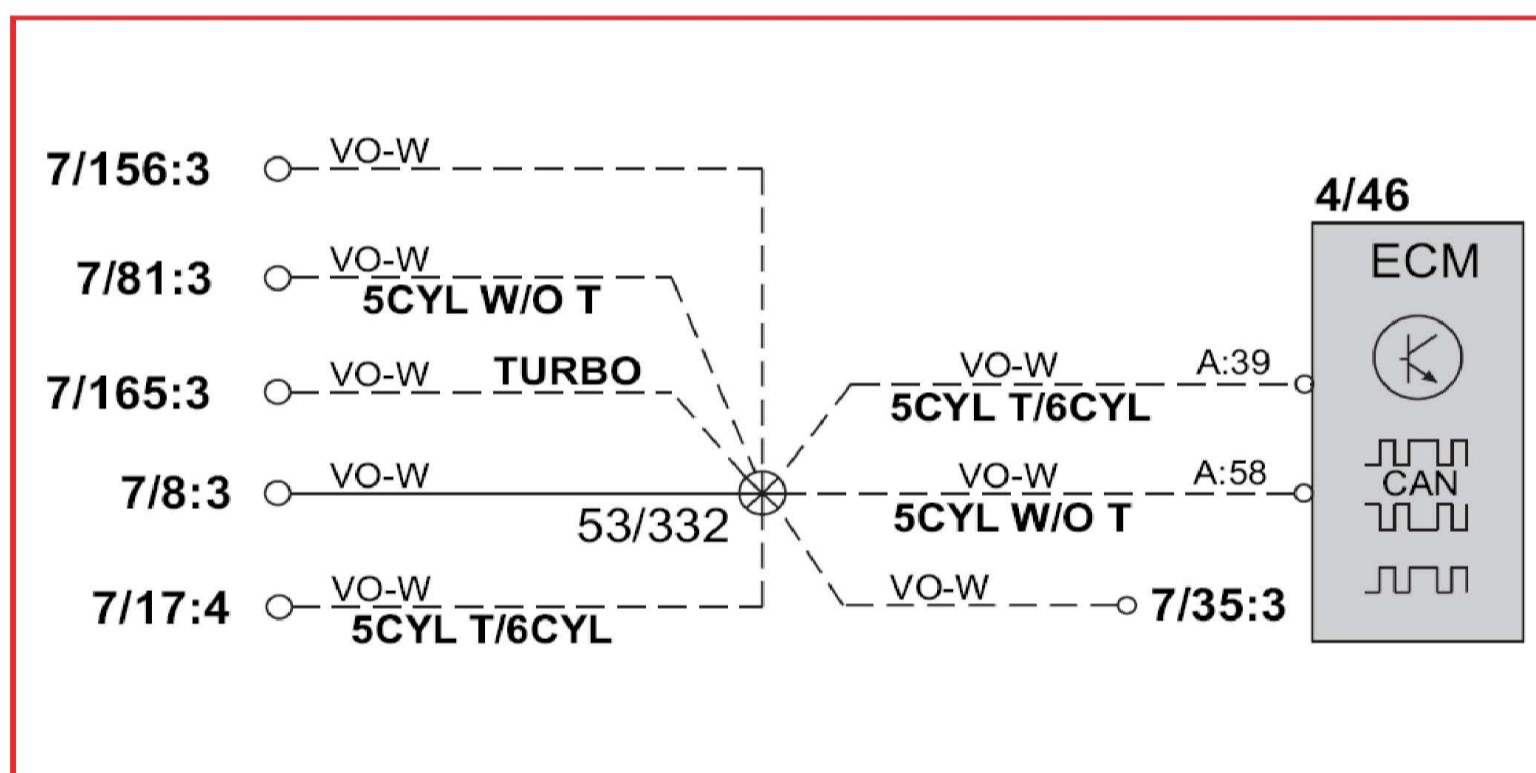 7/156:3
VO-W
7/81:3
VO-W
5CYL W/O T
7/165:3
VO-W
TURBO
7/8:3
VO-W
53/332
7/17:4
VO-W
5CYL T/6CYL
VO-W
A:39
5CYL T/6CYL
VO-W
A:58
5CYL W/O T
VO-W
7/35:3
4/46
ECM
CAN